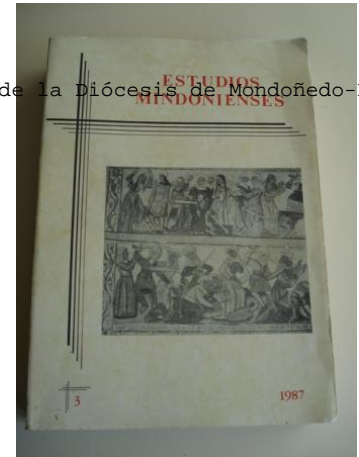 ESTUDIOS
de la Diócesis de Mondoñedo-
MINDONIENSES
3
1987